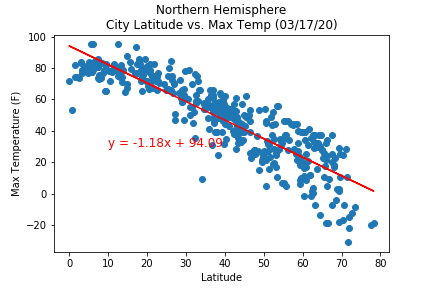 Northern Hemisphere
City Latitude vs. Max Temp (03/17/20)
Max Temperature (F)
100
80
60
40
20
0
−20
y = -1.18x + 94.09
0 10 20 30 40 50 60 70 80
Latitude